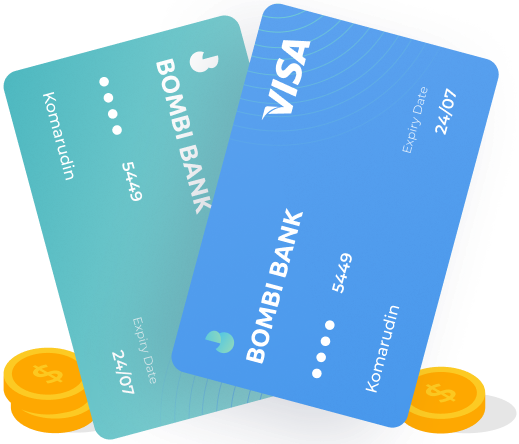 BOMBI BANK
5449
Komarudin
Expiry Date
24/07
VISA
BOMBI BANK
5449
Komarudin
Expiry Date
24/07
$
$